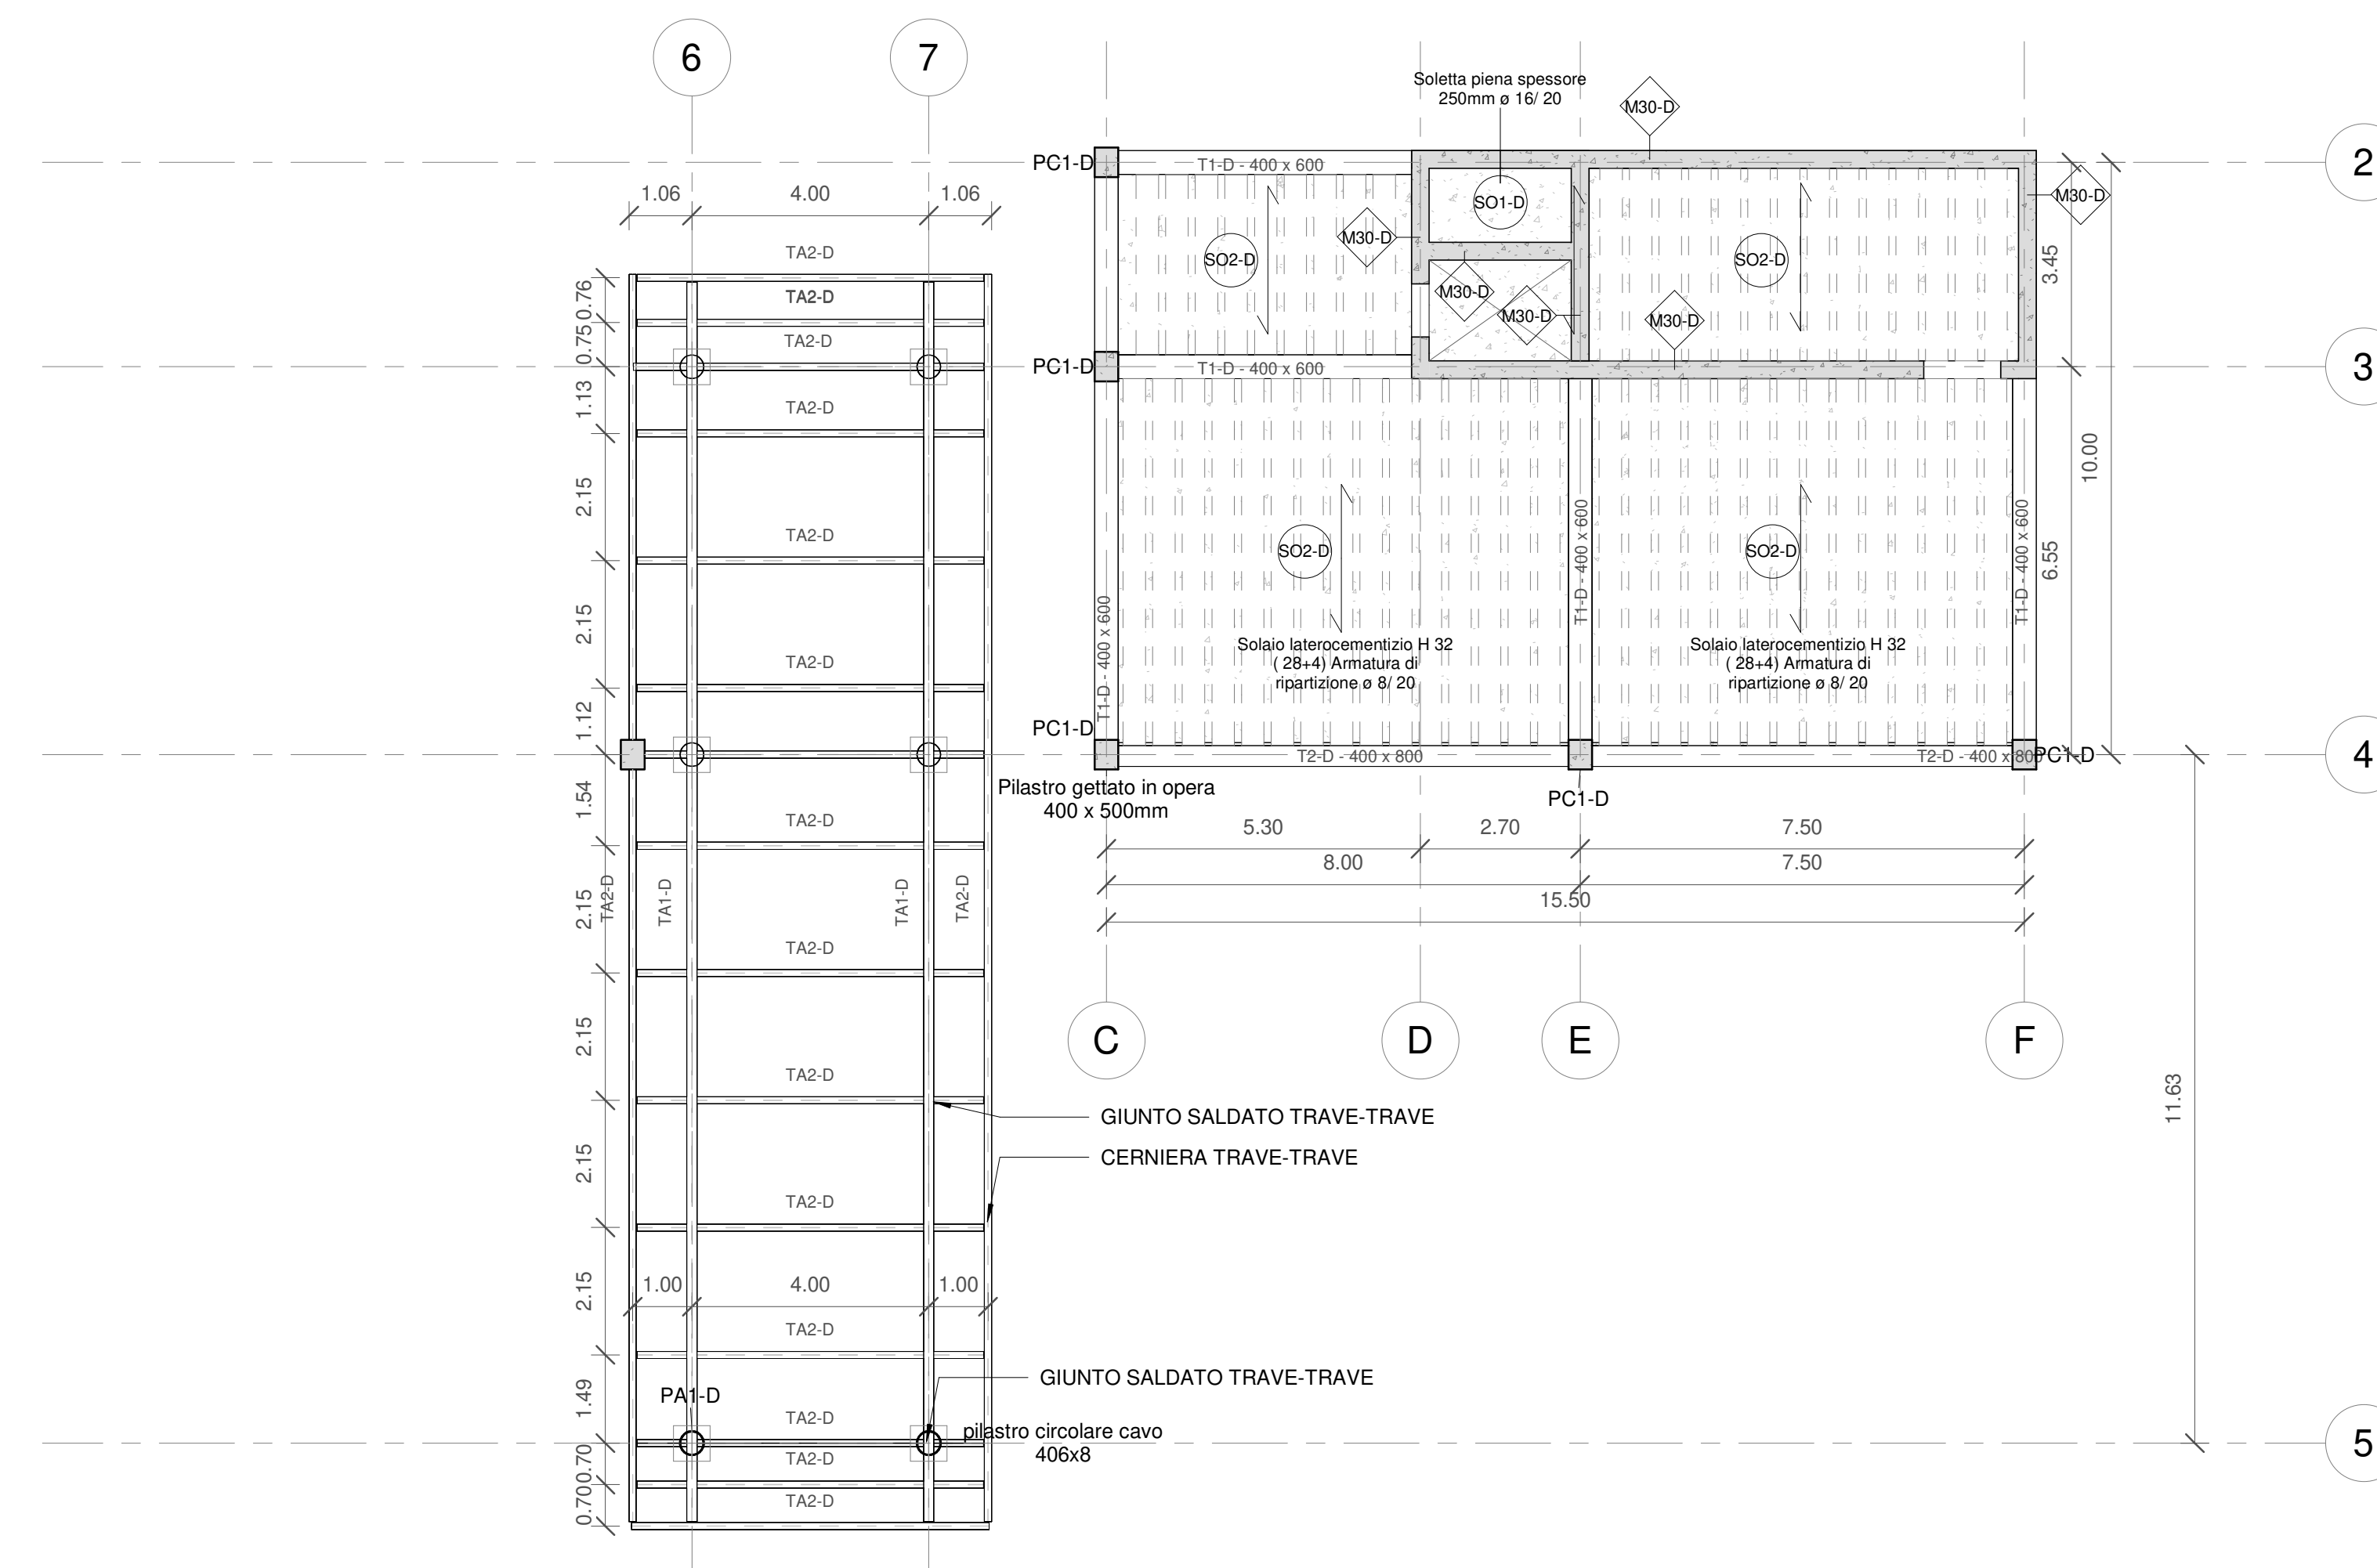 6
7
Soletta piena spessore
250mm ø 16/ 20
M30-D
PC1-D
T1-D - 400 x 600
2
1.06
4.00
1.06
SO1-D
M30-D
M30-D
SO2-D
SO2-D
3.45
TA2-D
0.76
TA2-D
M30-D
M30-D
M30-D
0.75
TA2-D
PC1-D
T1-D - 400 x 600
3
1.13
TA2-D
10.00
2.15
TA2-D
SO2-D
SO2-D
T1-D - 400 x 600
T1-D - 400 x 600
6.55
2.15
T1-D - 400 x 600
Solaio laterocementizio H 32
( 28+4) Armatura di
ripartizione ø 8/ 20
Solaio laterocementizio H 32
( 28+4) Armatura di
ripartizione ø 8/ 20
TA2-D
1.12
PC1-D
T2-D - 400 x 800
T2-D - 400 x 800
PC1-D
4
Pilastro gettato in opera
400 x 500mm
PC1-D
1.54
TA2-D
5.30
2.70
7.50
8.00
7.50
15.50
2.15
TA2-D
TA1-D
TA1-D
TA2-D
TA2-D
C
D
E
F
2.15
TA2-D
11.63
GIUNTO SALDATO TRAVE-TRAVE
CERNIERA TRAVE-TRAVE
2.15
TA2-D
1.00
4.00
1.00
2.15
TA2-D
GIUNTO SALDATO TRAVE-TRAVE
1.49
PA1-D
TA2-D
pilastro circolare cavo
406x8
5
0.70
TA2-D
0.70
TA2-D